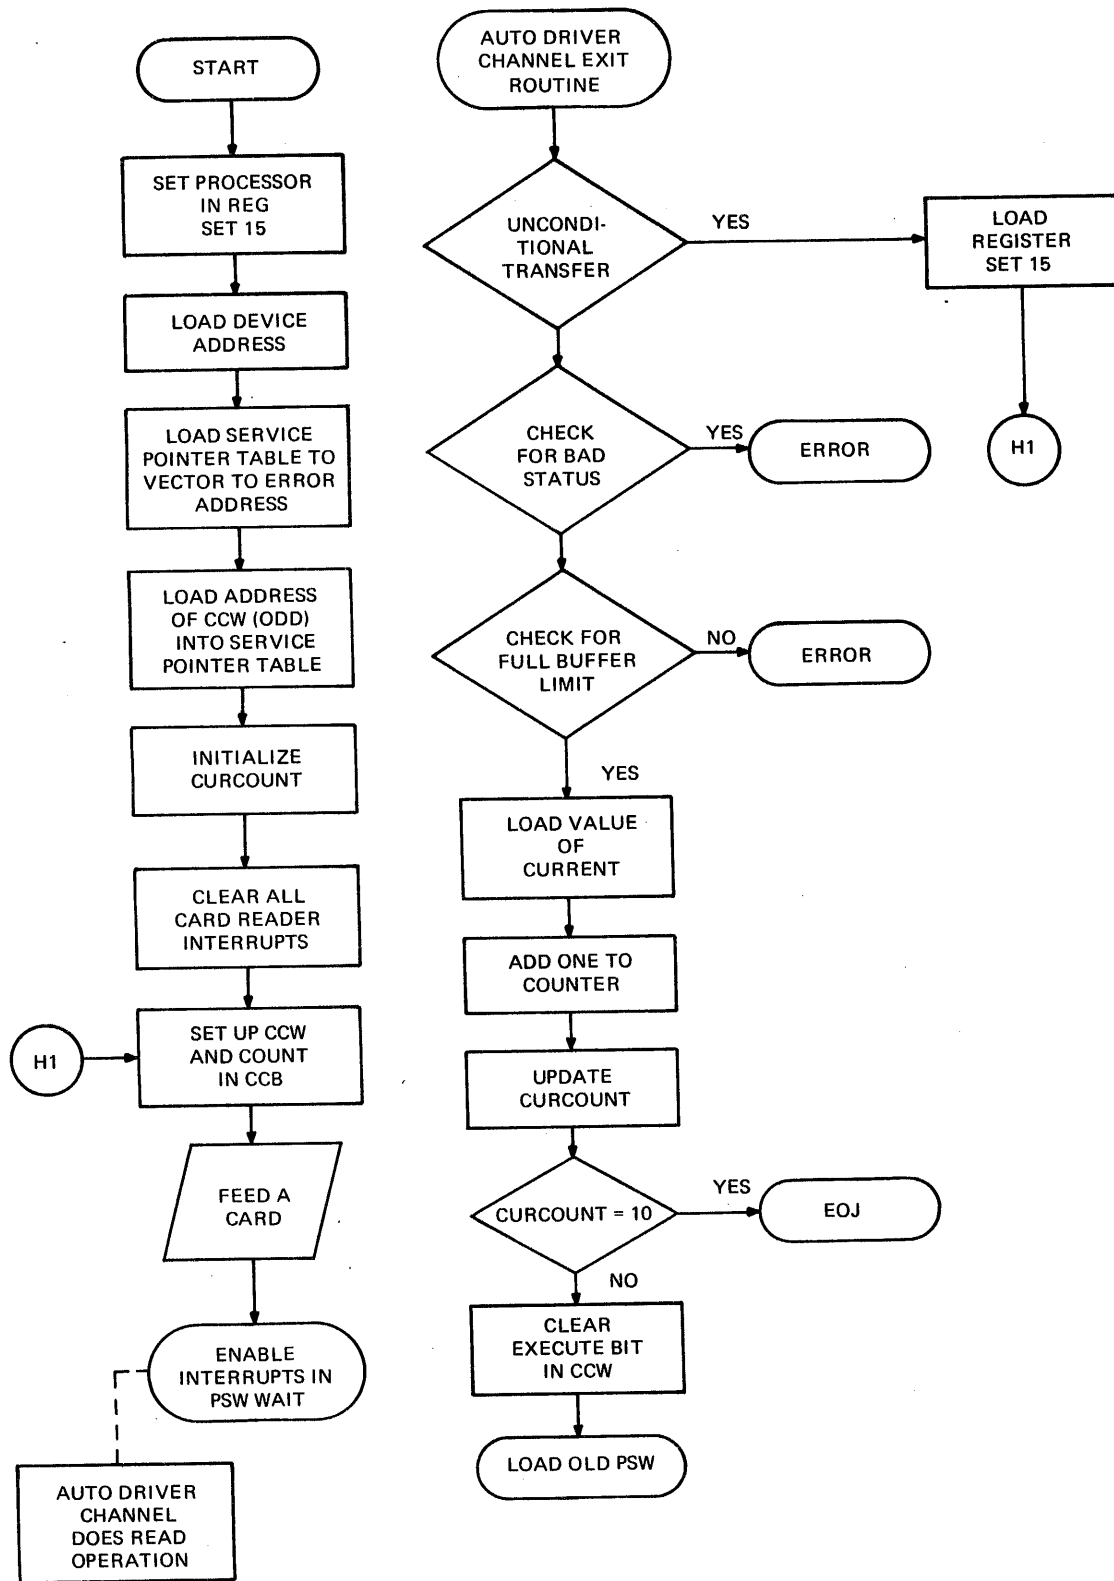 START
SET PROCESSOR
IN REG
SET 15
LOAD DEVICE
ADDRESS
LOAD SERVICE
POINTER TABLE TO
VECTOR TO ERROR
ADDRESS
LOAD ADDRESS
OF CCW (ODD)
INTO SERVICE
POINTER TABLE
INITIALIZE
CURCOUNT
CLEAR ALL
CARD READER
INTERRUPTS
H1
SET UP CCW
AND COUNT
IN CCB
FEED A
CARD
ENABLE
INTERRUPTS IN
PSW WAIT
AUTO DRIVER
CHANNEL
DOES READ
OPERATION
AUTO DRIVER
CHANNEL EXIT
ROUTINE
UNCONDI-
TIONAL
TRANSFER
YES
LOAD
REGISTER
SET 15
H1
CHECK
FOR BAD
STATUS
YES
ERROR
CHECK FOR
FULL BUFFER
LIMIT
NO
ERROR
YES
LOAD VALUE
OF
CURRENT
ADD ONE TO
COUNTER
UPDATE
CURCOUNT
CURCOUNT = 10
YES
EOJ
NO
CLEAR
EXECUTE BIT
IN CCW
LOAD OLD PSW